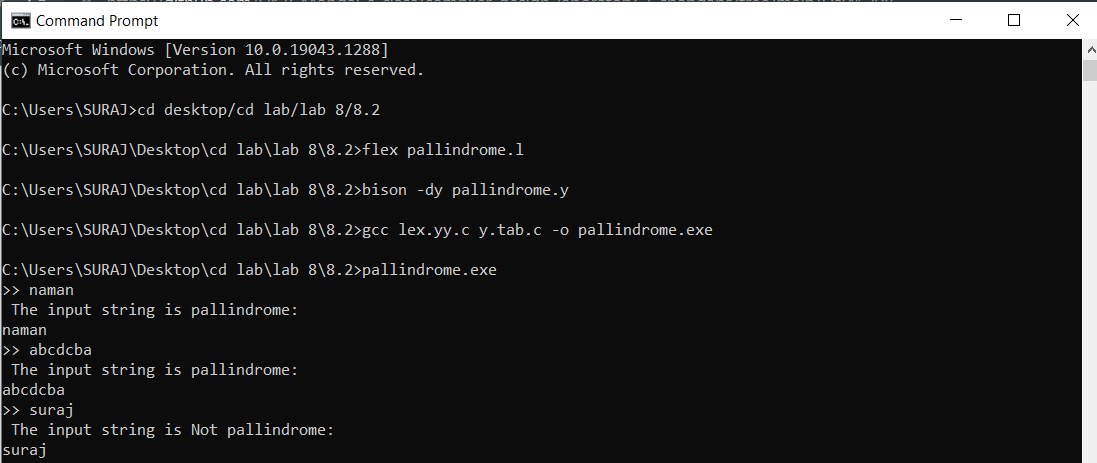 Command Prompt
Microsoft Windows [Version 10.0.19043.1288]
(c) Microsoft Corporation. All rights reserved.
C:\Users\SURAJ>cd desktop/cd lab/lab 8/8.2
C:\Users\SURAJ\Desktop\cd lab\lab 8\8.2>flex pallindrome.l
C:\Users\SURAJ\Desktop\cd lab\lab 8\8.2>bison -dy pallindrome.y
C:\Users\SURAJ\Desktop\cd lab\lab 8\8.2>gcc lex.yy.c y.tab.c -o pallindrome.exe
C:\Users\SURAJ\Desktop\cd lab\lab 8\8.2>pallindrome.exe
>> naman
The input string is pallindrome:
naman
>> abcdcba
The input string is pallindrome:
abcdcba
>> suraj
The input string is Not pallindrome:
suraj